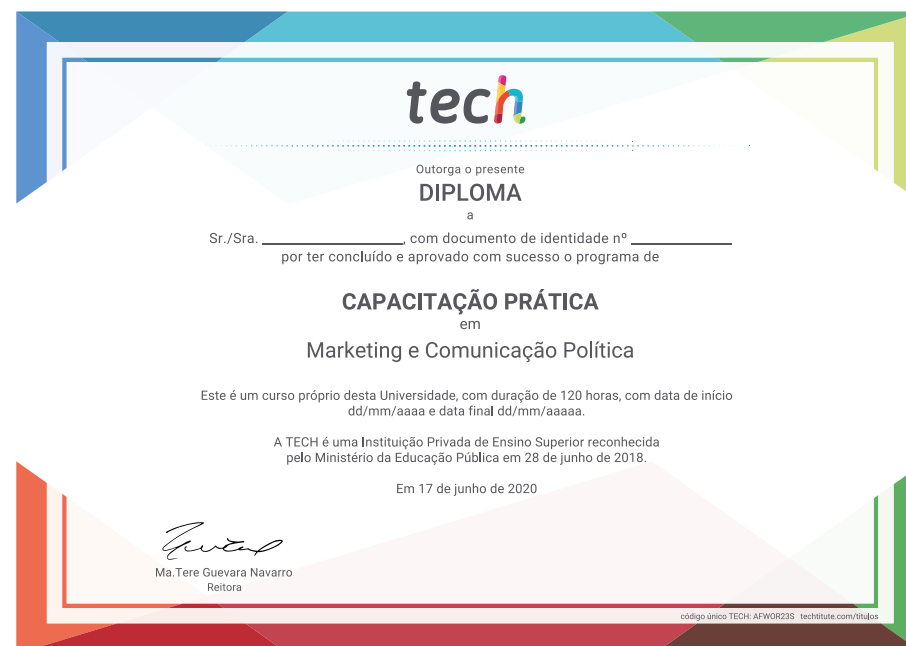 tech
Outorga o presente
DIPLOMA
a
Sr./Sra. ____________________, com documento de identidade nº ______________
por ter concluído e aprovado com sucesso o programa de
CAPACITAÇÃO PRÁTICA
em
Marketing e Comunicação Política
Este é um curso próprio desta Universidade, com duração de 120 horas, com data de início
dd/mm/aaaa e data final dd/mm/aaaaa.
A TECH é uma Instituição Privada de Ensino Superior reconhecida
pelo Ministério da Educação Pública em 28 de junho de 2018.
Em 17 de junho de 2020
Ma.Tere Guevara Navarro
Reitora
código único TECH: AFWOR23S techtitute.com/titulos